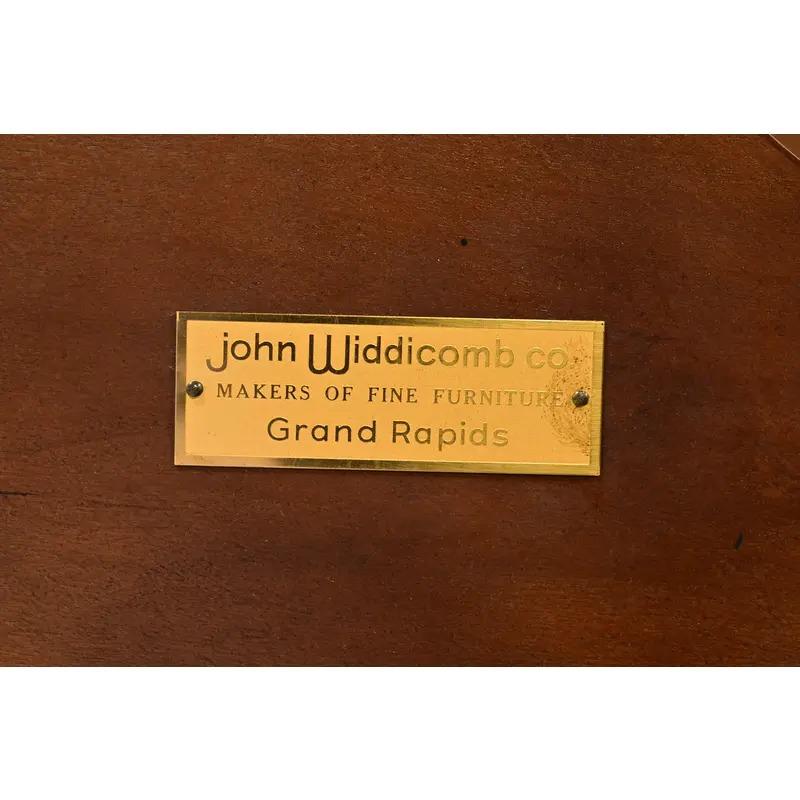 john Widdicomb co.
MAKERS OF FINE FURNITURE
Grand Rapids